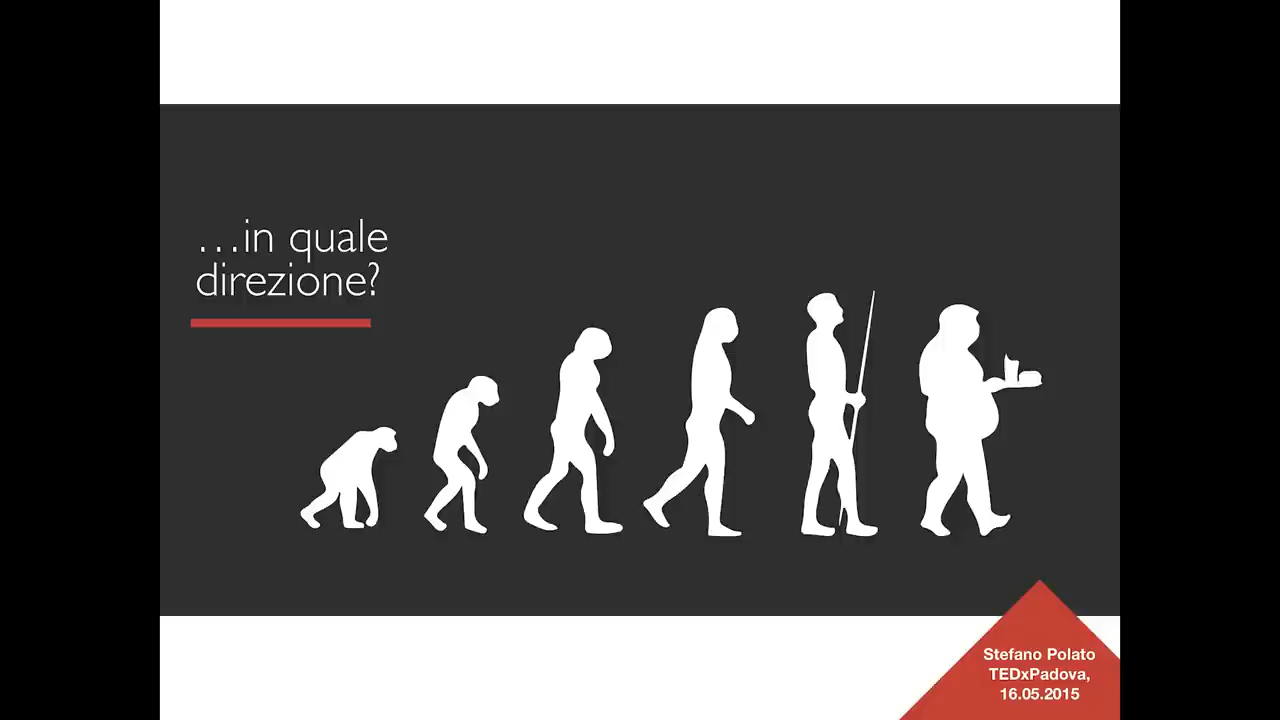 …in quale
direzione?
Stefano Polato
TEDxPadova,
16.05.2015